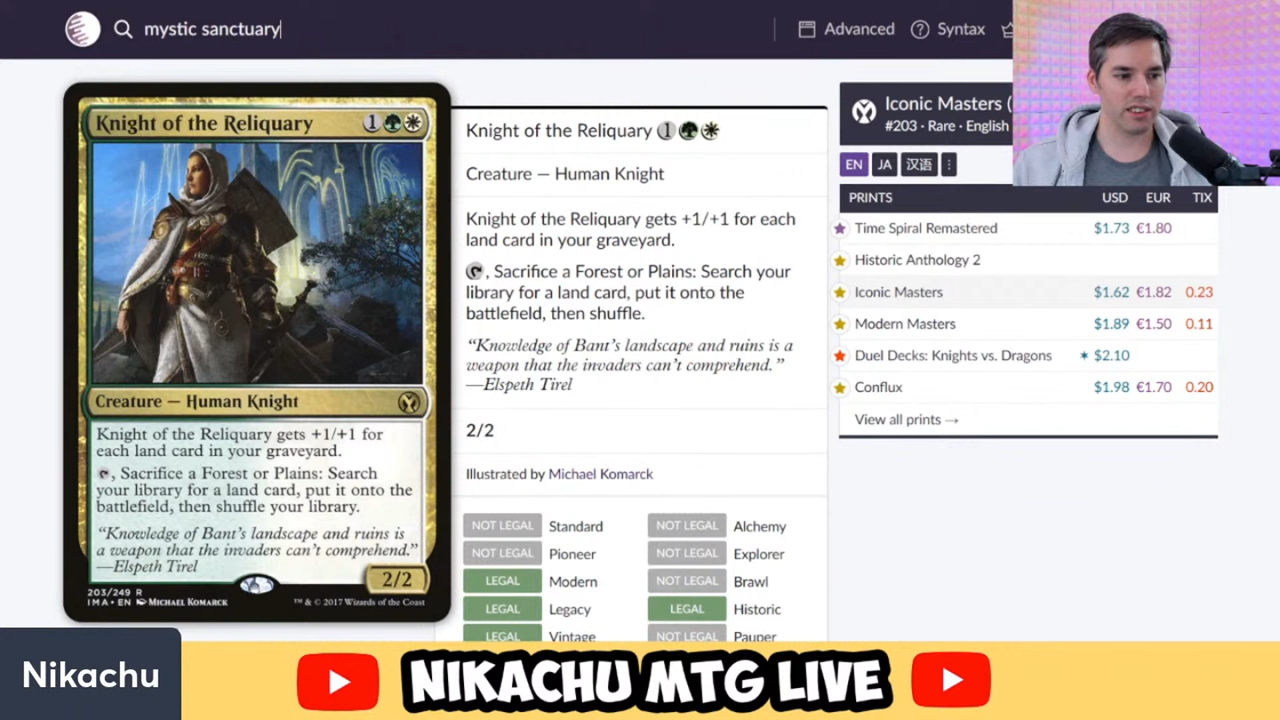 mystic sanctuary
Advanced
Syntax
Knight of the Reliquary 1
Creature — Human Knight
Knight of the Reliquary gets +1/+1 for
each land card in your graveyard.
, Sacrifice a Forest or Plains: Search
your library for a land card, put it onto the
battlefield, then shuffle your library.
“Knowledge of Bant’s landscape and ruins is
a weapon that the invaders can’t comprehend.”
—Elspeth Tirel
2/2
203/249 R
IMA • EN MICHAEL KOMARCK
™ & © 2017 Wizards of the Coast
Knight of the Reliquary 1
Creature — Human Knight
Knight of the Reliquary gets +1/+1 for each
land card in your graveyard.
, Sacrifice a Forest or Plains: Search your
library for a land card, put it onto the
battlefield, then shuffle.
“Knowledge of Bant’s landscape and ruins is a
weapon that the invaders can’t comprehend.”
—Elspeth Tirel
2/2
Illustrated by Michael Komarck
NOT LEGAL Standard NOT LEGAL Alchemy
NOT LEGAL Pioneer NOT LEGAL Explorer
LEGAL Modern NOT LEGAL Brawl
LEGAL Legacy LEGAL Historic
LEGAL Vintage NOT LEGAL Pauper
Iconic Masters (
#203 · Rare · English
EN JA 汉语
PRINTS USD EUR TIX
Time Spiral Remastered $1.73 €1.80
Historic Anthology 2
Iconic Masters $1.62 €1.82 0.23
Modern Masters $1.89 €1.50 0.11
Duel Decks: Knights vs. Dragons $2.10
Conflux $1.98 €1.70 0.20
View all prints →
Nikachu
NIKACHU MTG LIVE